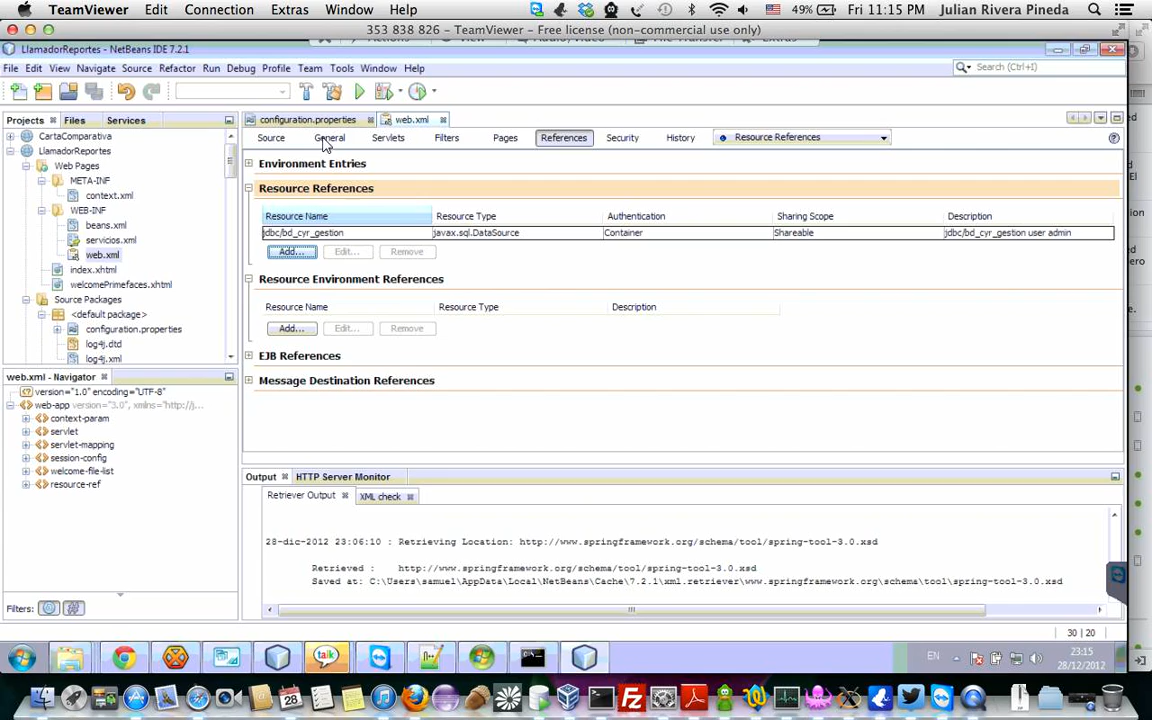 TeamViewer Edit Connection Extras Window Help 49% Fri 11:15 PM Julian Rivera Pineda
353 838 826 - TeamViewer - Free license (non-commercial use only)
LlamadorReportes - NetBeans IDE 7.2.1
File Edit View Navigate Source Refactor Run Debug Profile Team Tools Window Help Search (Ctrl+I)
Projects Files Services
configuration.properties web.xml
CartaComparativa
LlamadorReportes
Web Pages
META-INF
context.xml
WEB-INF
beans.xml
servicios.xml
web.xml
index.xhtml
welcomePrimefaces.xhtml
Source Packages
<default package>
configuration.properties
log4j.dtd
log4j.xml
Source General Servlets Filters Pages References Security History Resource References
Environment Entries
Resource References
Resource Name Resource Type Authentication Sharing Scope Description
jdbc/bd_cyr_gestion javax.sql.DataSource Container Shareable jdbc/bd_cyr_gestion user admin
Add... Edit... Remove
Resource Environment References
Resource Name Resource Type Description
Add... Edit... Remove
EJB References
Message Destination References
web.xml - Navigator
version="1.0" encoding="UTF-8"
web-app version="3.0", xmlns="http://j...
context-param
servlet
servlet-mapping
session-config
welcome-file-list
resource-ref
Filters:
Output HTTP Server Monitor
Retriever Output XML check
28-dic-2012 23:06:10 : Retrieving Location: http://www.springframework.org/schema/tool/spring-tool-3.0.xsd
Retrieved : http://www.springframework.org/schema/tool/spring-tool-3.0.xsd
Saved at: C:\Users\samuel\AppData\Local\NetBeans\Cache\7.2.1\xml.retriever\www.springframework.org\schema\tool\spring-tool-3.0.xsd
30 | 20
talk
EN
23:15
28/12/2012